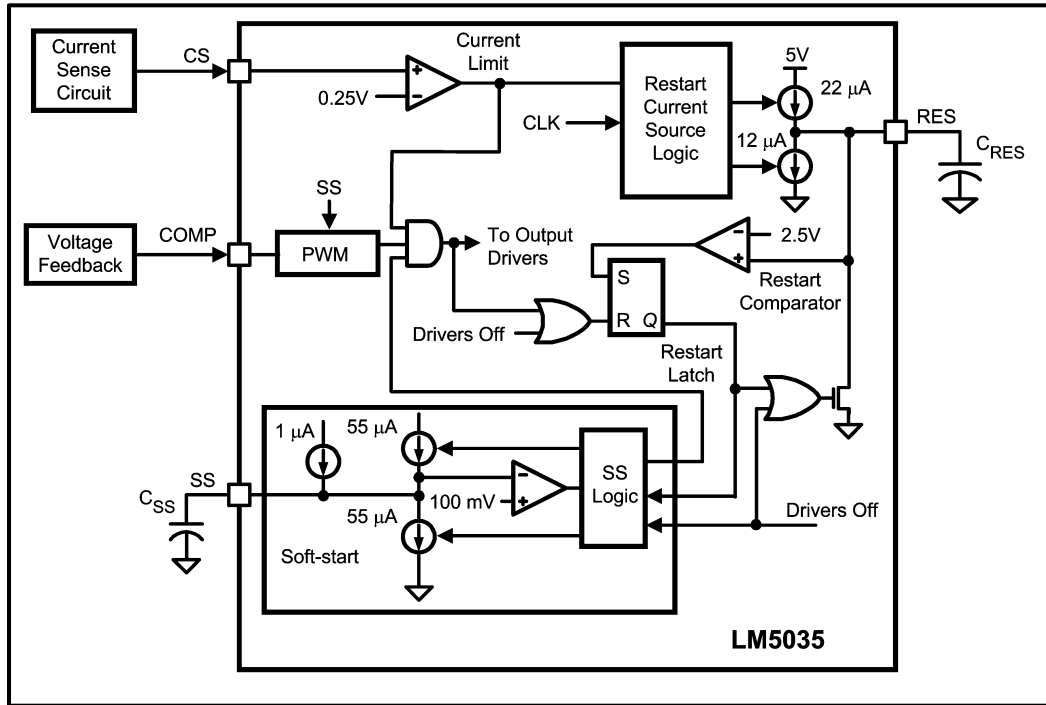 Current
Sense
Circuit
CS
0.25V
Current
Limit
CLK
Restart
Current
Source
Logic
5V
22 µA
12 µA
RES
CRES
SS
Voltage
Feedback
COMP
PWM
To Output
Drivers
2.5V
Restart
Comparator
S
R Q
Drivers Off
Restart
Latch
1 µA
55 µA
SS
CSS
100 mV
55 µA
SS
Logic
Drivers Off
Soft-start
LM5035